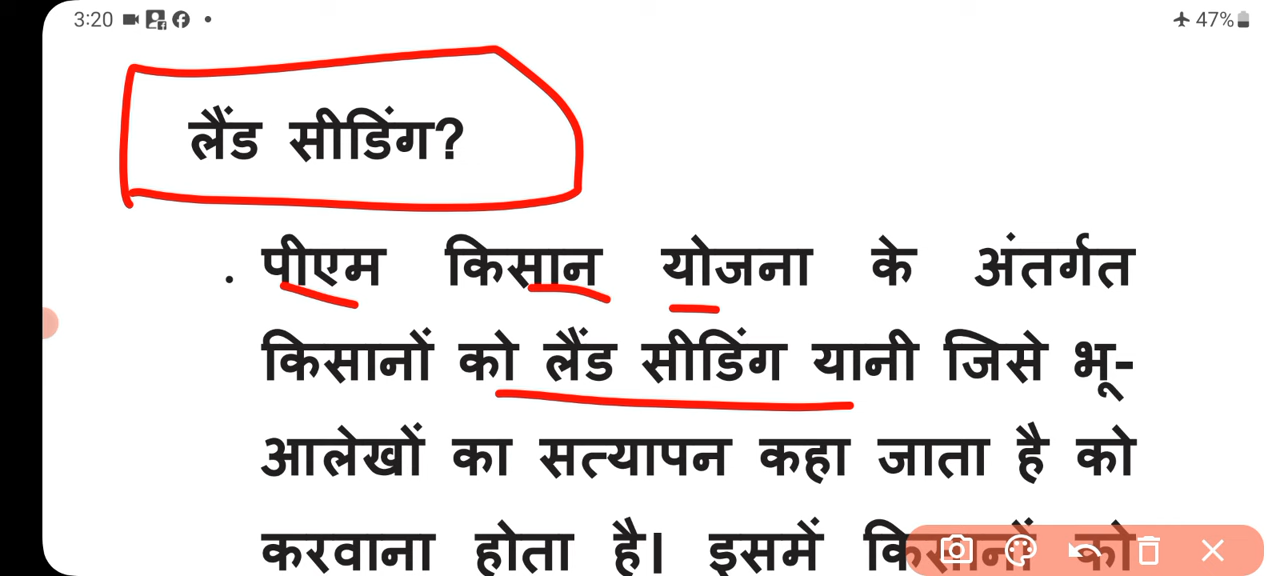 3:20
47%
लैंड सीडिंग?
. पीएम किसान योजना के अंतर्गत
किसानों को लैंड सीडिंग यानी जिसे भू-
आलेखों का सत्यापन कहा जाता है को
करवाना होता है। इसमें किसानों को